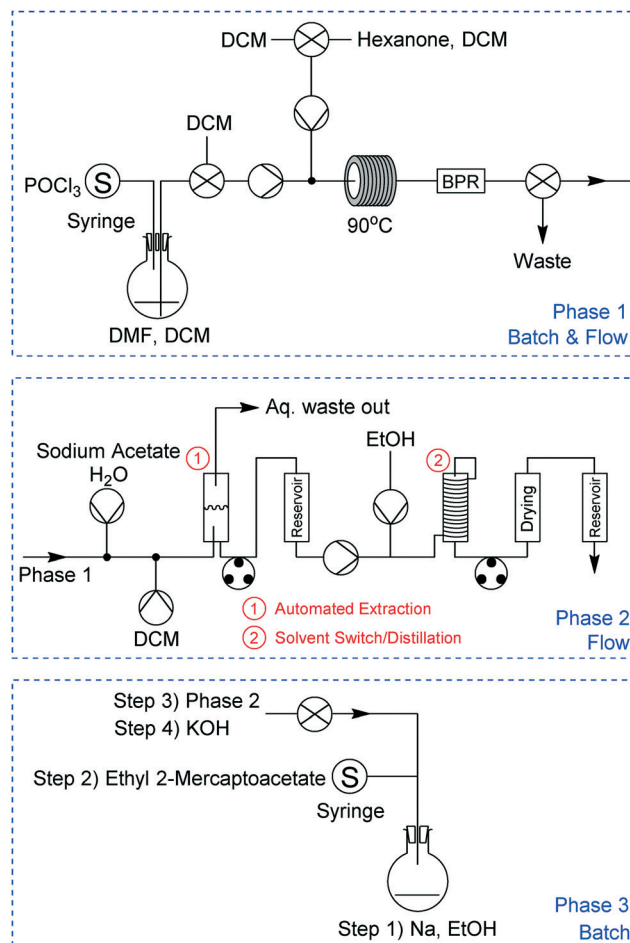 DCM
Hexanone, DCM
DCM
POCl3
S
Syringe
BPR
90°C
Waste
DMF, DCM
Phase 1
Batch & Flow
Aq. waste out
Sodium Acetate
H2O
1
EtOH
2
Reservoir
Drying
Reservoir
Phase 1
DCM
1 Automated Extraction
2 Solvent Switch/Distillation
Phase 2
Flow
Step 3) Phase 2
Step 4) KOH
Step 2) Ethyl 2-Mercaptoacetate
S
Syringe
Step 1) Na, EtOH
Phase 3
Batch